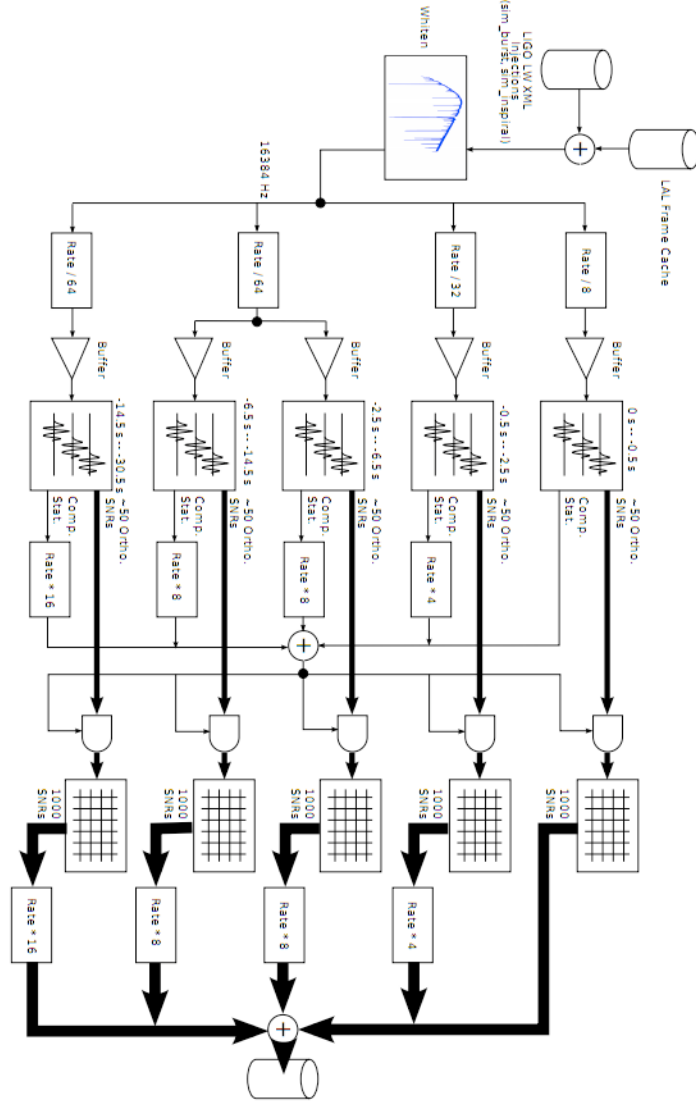 LAL Frame Cache
LIGO LW XML
injections
(sim_burst, sim_inspiral)
Whiten
16384 Hz
Rate / 8
Rate / 32
Rate / 64
Rate / 64
Buffer
Buffer
Buffer
Buffer
Buffer
0 s---0.5 s
~50 Ortho.
SNRs
Comp.
Stat.
-0.5 s---2.5 s
~50 Ortho.
SNRs
Comp.
Stat.
Rate * 4
-2.5 s---6.5 s
~50 Ortho.
SNRs
Comp.
Stat.
Rate * 8
-6.5 s---14.5 s
~50 Ortho.
SNRs
Comp.
Stat.
Rate * 8
-14.5 s---30.5 s
~50 Ortho.
SNRs
Comp.
Stat.
Rate * 16
+
+
+
1000
SNRs
1000
SNRs
Rate * 4
1000
SNRs
Rate * 8
1000
SNRs
Rate * 8
1000
SNRs
Rate * 16